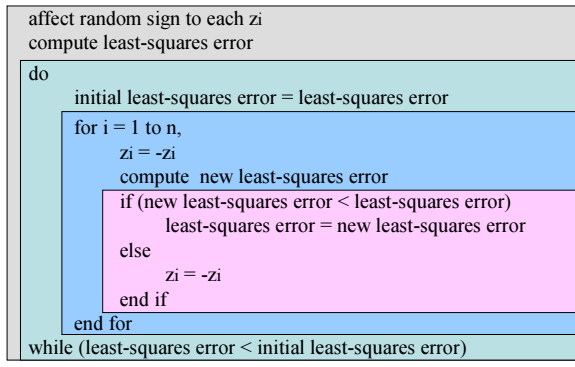 affect random sign to each zi
compute least-squares error
do
initial least-squares error = least-squares error
for i = 1 to n,
zi = -zi
compute new least-squares error
if (new least-squares error < least-squares error)
least-squares error = new least-squares error
else
zi = -zi
end if
end for
while (least-squares error < initial least-squares error)